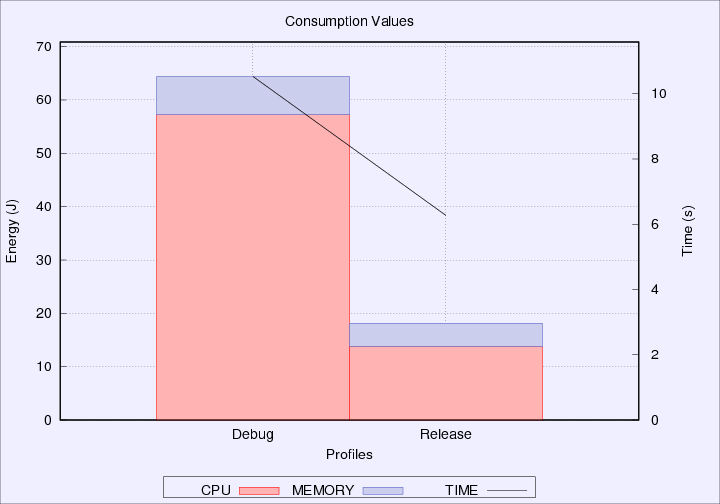 Consumption Values
70
60
50
40
30
20
10
0
Energy (J)
10
8
6
4
2
0
Time (s)
Debug Release
Profiles
CPU MEMORY TIME